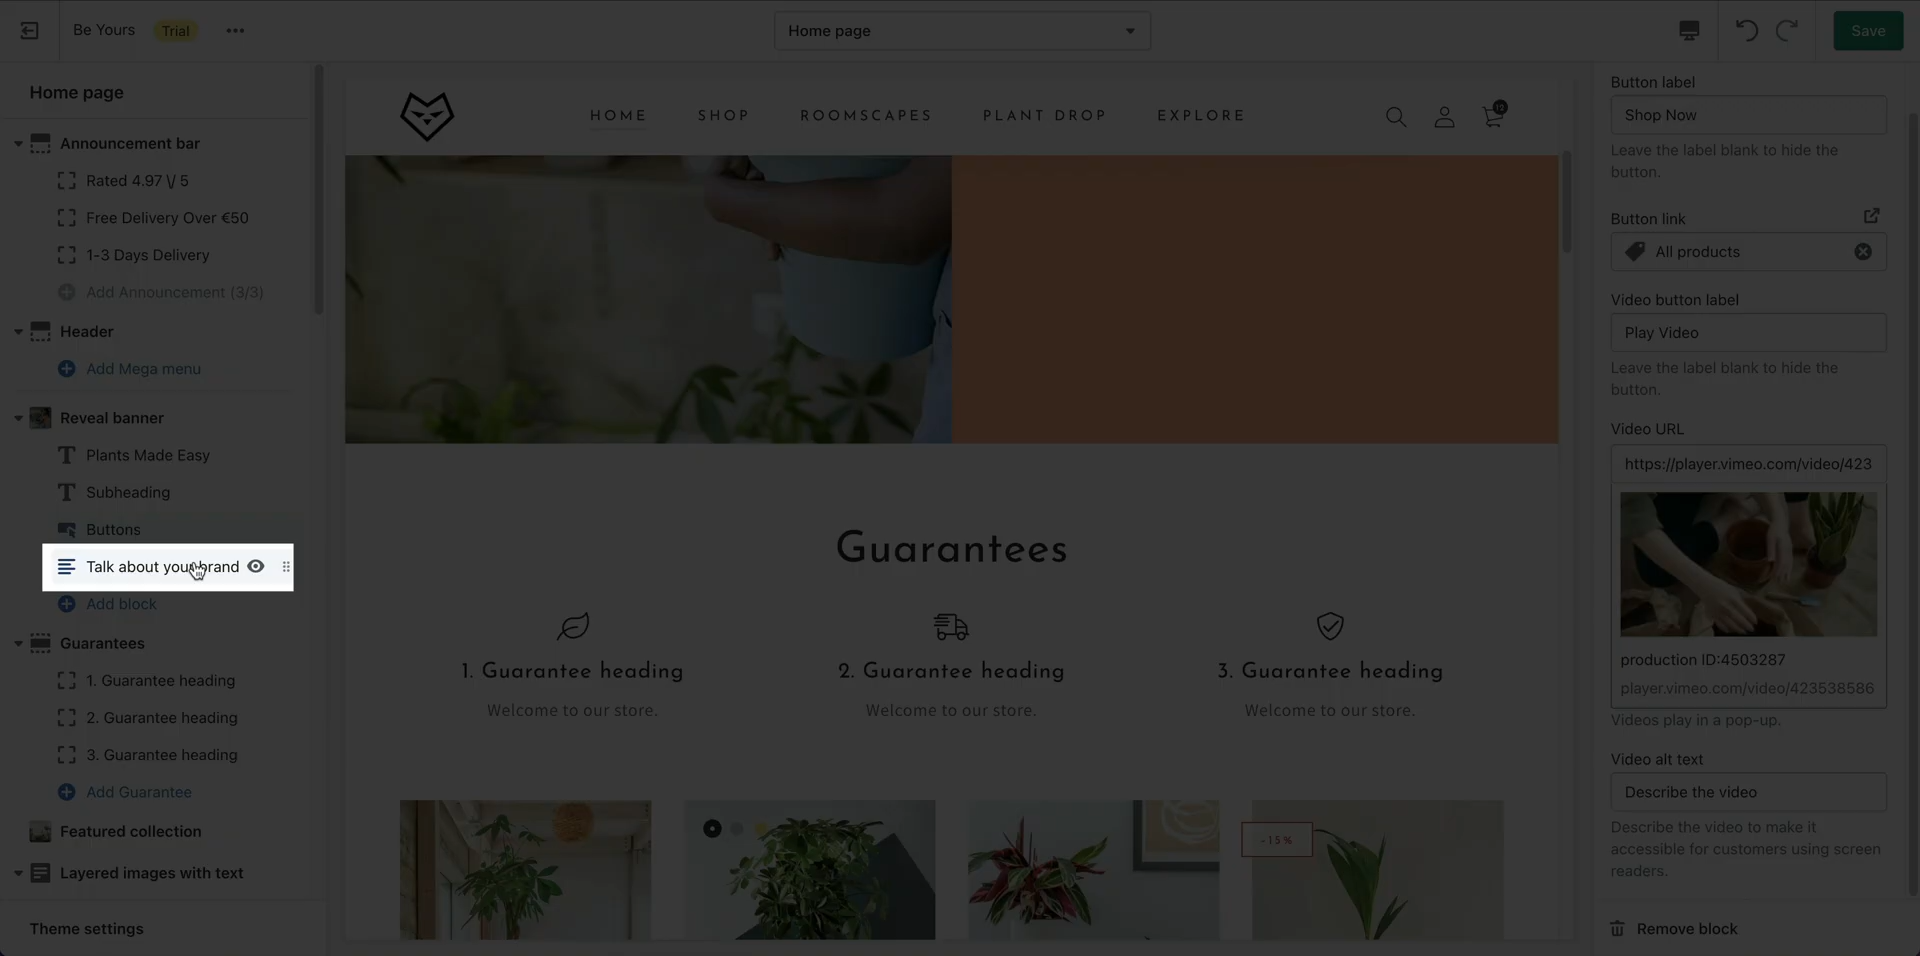 Be Yours
Trial
Home page
Save
Home page
Announcement bar
Rated 4.97 \/ 5
Free Delivery Over €50
1-3 Days Delivery
Add Announcement (3/3)
Header
Add Mega menu
Reveal banner
Plants Made Easy
Subheading
Buttons
Talk about your brand
Add block
Guarantees
1. Guarantee heading
2. Guarantee heading
3. Guarantee heading
Add Guarantee
Featured collection
Layered images with text
Theme settings
HOME SHOP ROOMSCAPES PLANT DROP EXPLORE
Guarantees
1. Guarantee heading
Welcome to our store.
2. Guarantee heading
Welcome to our store.
3. Guarantee heading
Welcome to our store.
-15%
Button label
Shop Now
Leave the label blank to hide the
button.
Button link
All products
Video button label
Play Video
Leave the label blank to hide the
button.
Video URL
https://player.vimeo.com/video/423
production ID:4503287
player.vimeo.com/video/423538586
Videos play in a pop-up.
Video alt text
Describe the video
Describe the video to make it
accessible for customers using screen
readers.
Remove block